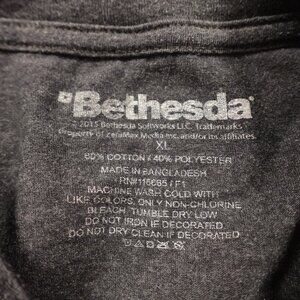 Bethesda
© 2015 Bethesda Softworks LLC. Trademarks
property of ZeniMax Media Inc. and/or its affiliates.
XL
60% COTTON / 40% POLYESTER
MADE IN BANGLADESH
MACHINE WASH COLD WITH
LIKE COLORS, ONLY NON-CHLORINE
BLEACH. TUMBLE DRY LOW
DO NOT IRON IF DECORATED
DO NOT DRY CLEAN IF DECORATED